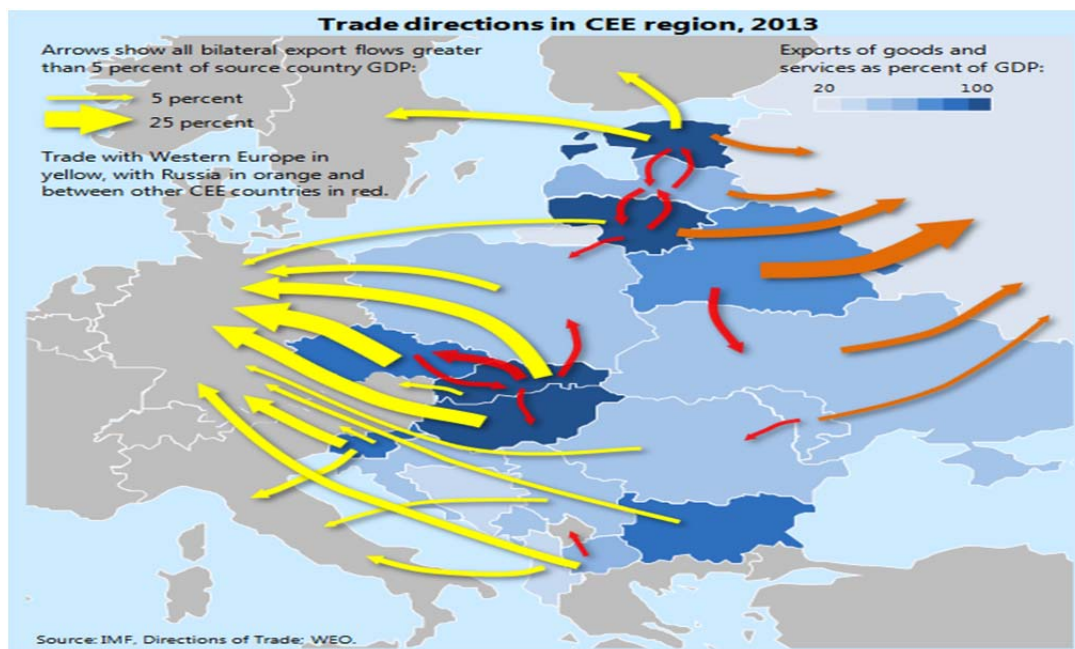 Trade directions in CEE region, 2013
Arrows show all bilateral export flows greater
than 5 percent of source country GDP:
5 percent
25 percent
Trade with Western Europe in
yellow, with Russia in orange and
between other CEE countries in red.
Exports of goods and
services as percent of GDP:
20 100
Source: IMF, Directions of Trade; WEO.